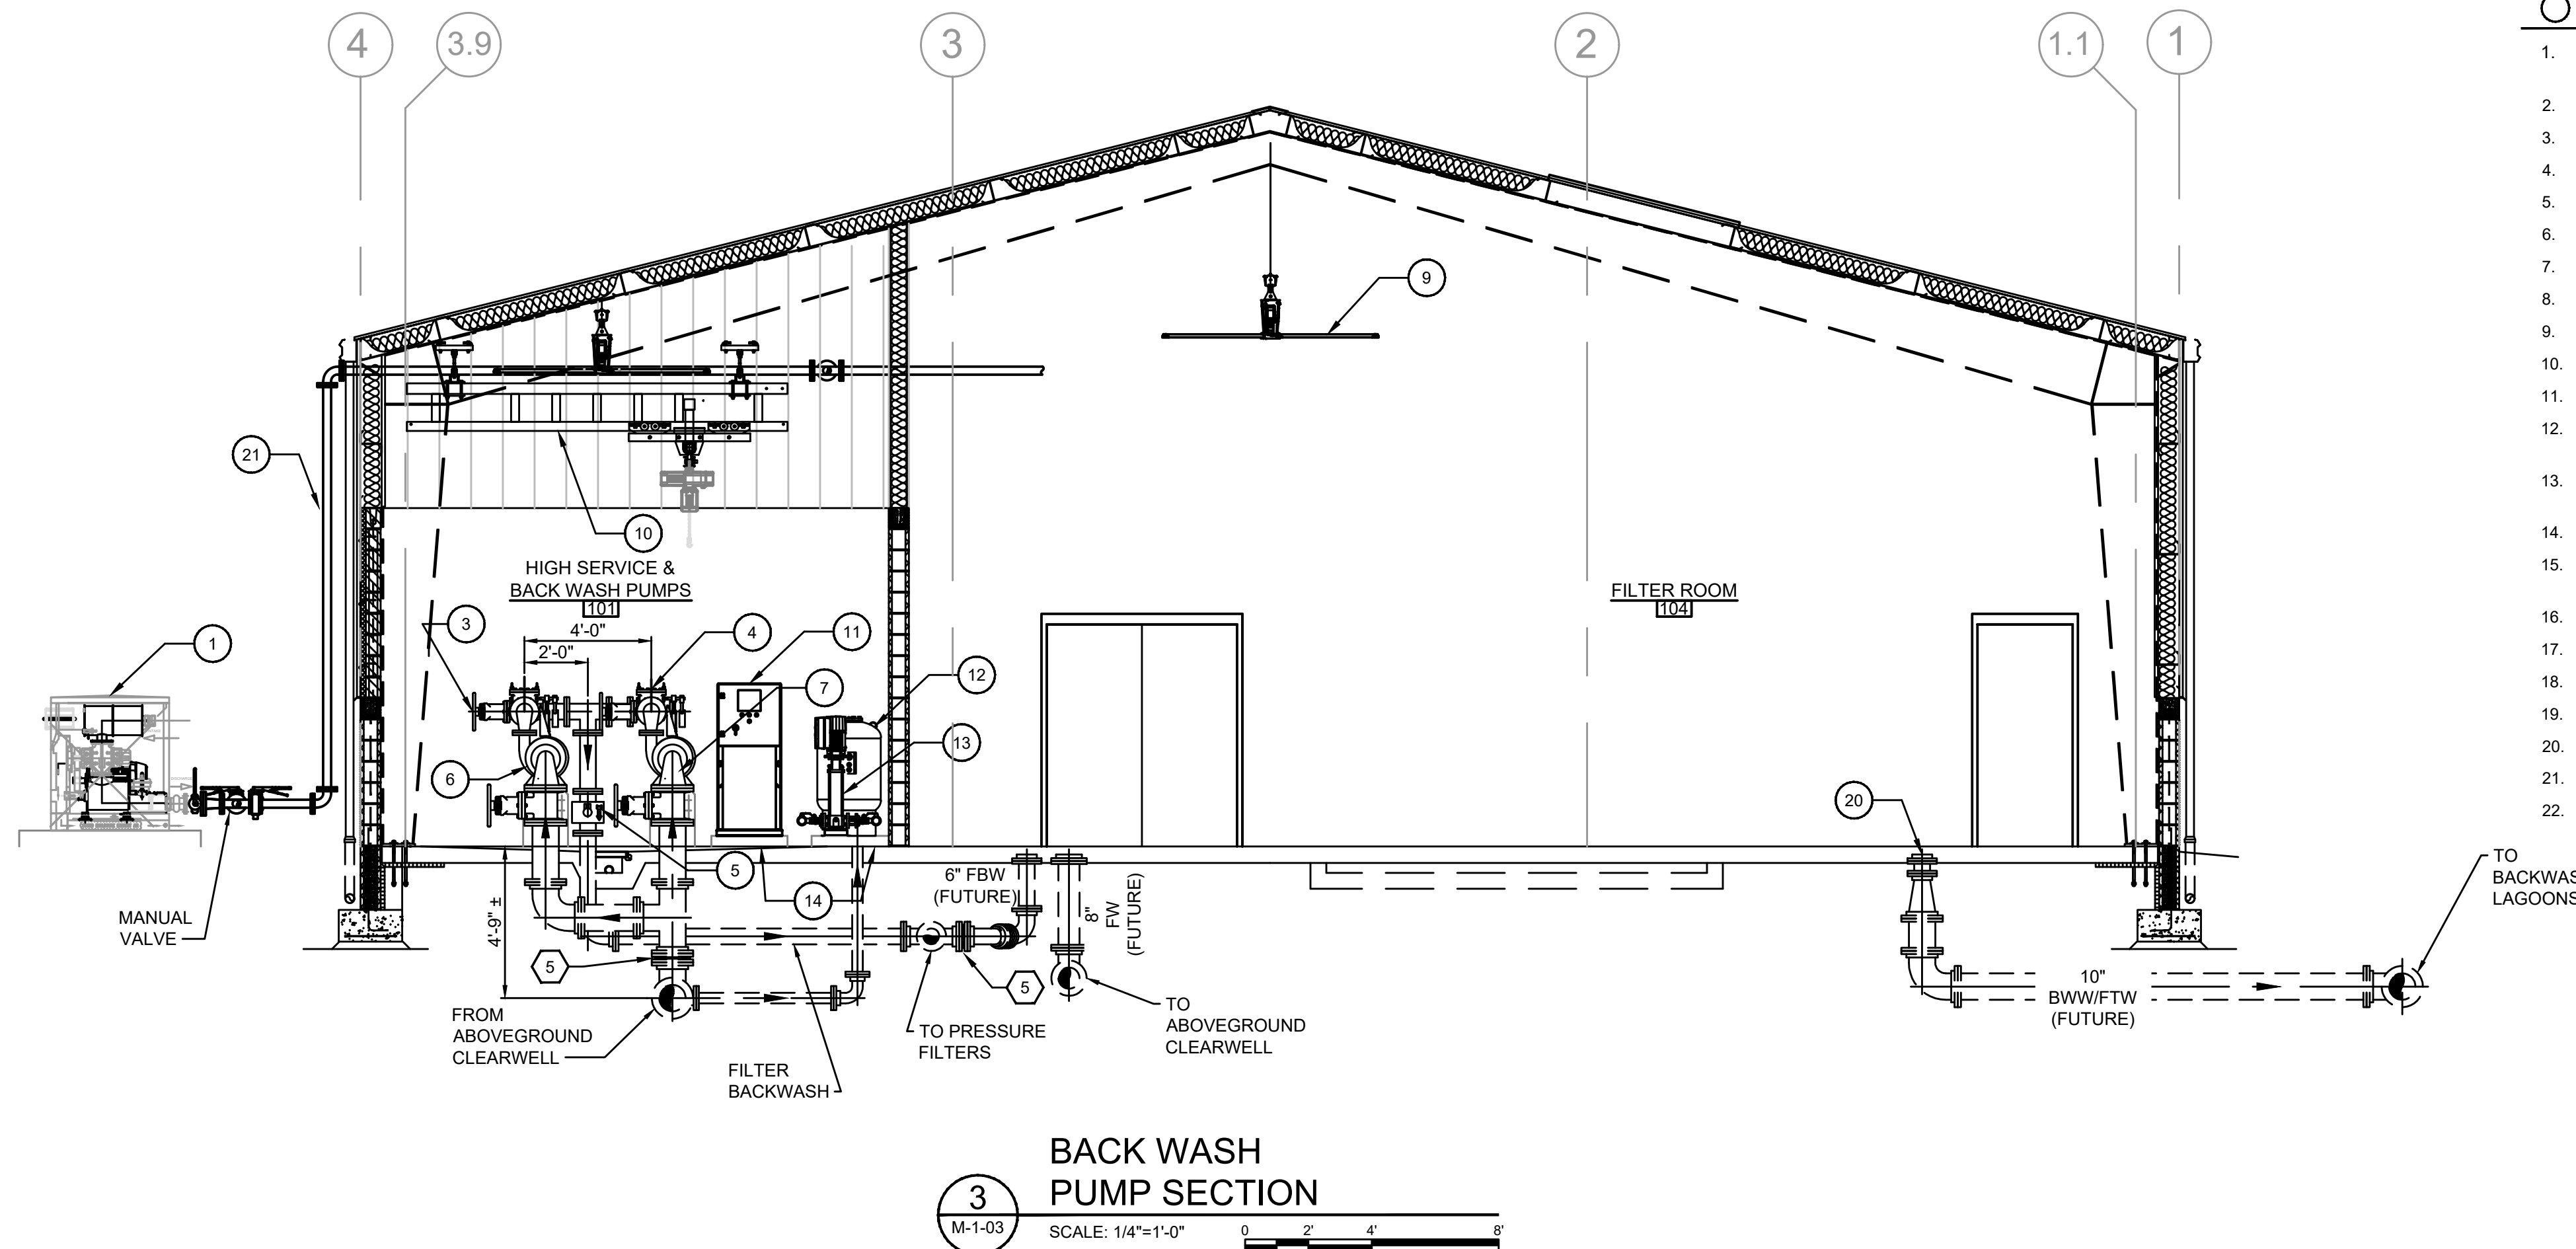 4
3.9
3
2
1.1
1
9
21
10
HIGH SERVICE &
BACK WASH PUMPS
101
FILTER ROOM
104
3
4'-0"
4
11
2'-0"
1
12
7
13
6
20
5
6" FBW
(FUTURE)
8"
FW
(FUTURE)
14
4'-9" ±
MANUAL
VALVE
5
5
FROM
ABOVEGROUND
CLEARWELL
TO PRESSURE
FILTERS
TO
ABOVEGROUND
CLEARWELL
FILTER
BACKWASH
10"
BWW/FTW
(FUTURE)
TO
BACKWAS
LAGOONS
BACK WASH
PUMP SECTION
3
M-1-03
SCALE: 1/4"=1'-0"
0 2' 4' 8'
1.
2.
3.
4.
5.
6.
7.
8.
9.
10.
11.
12.
13.
14.
15.
16.
17.
18.
19.
20.
21.
22.